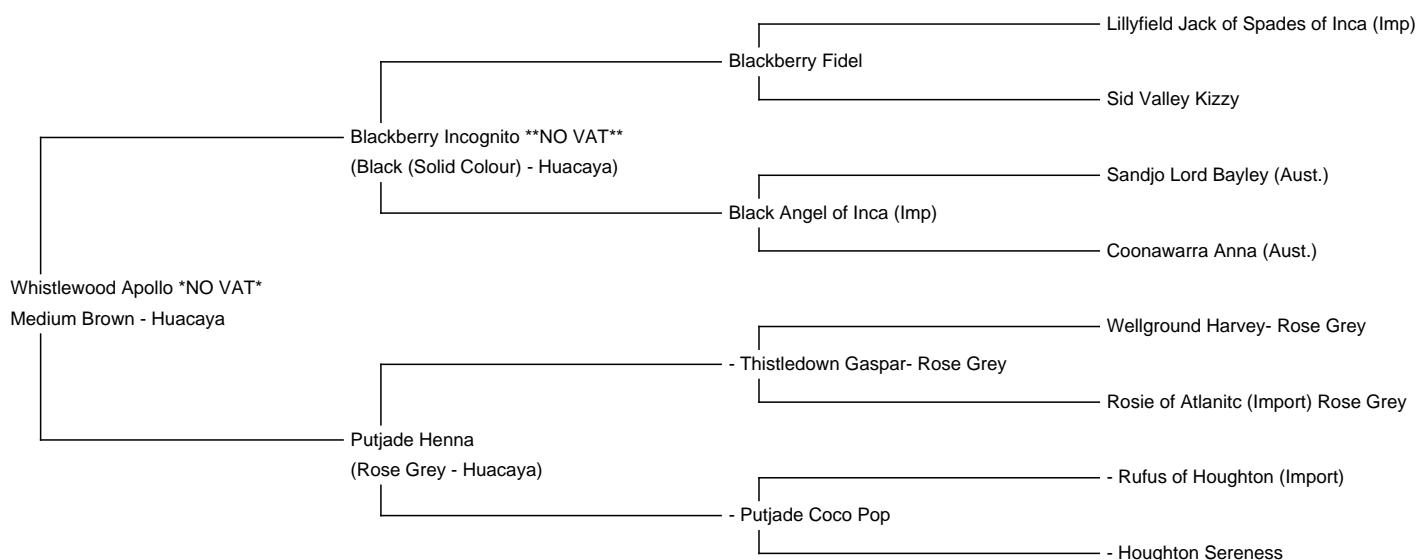 Lillyfield Jack of Spades of Inca (Imp)
Blackberry Fidel
Sid Valley Kizzy
Blackberry Incognito **NO VAT**
(Black (Solid Colour) - Huacaya)
Sandjo Lord Bayley (Aust.)
Black Angel of Inca (Imp)
Coonawarra Anna (Aust.)
Whistlewood Apollo *NO VAT*
Medium Brown - Huacaya
Wellground Harvey- Rose Grey
- Thistledown Gaspar- Rose Grey
Rosie of Atlanitc (Import) Rose Grey
Putjade Henna
(Rose Grey - Huacaya)
- Rufus of Houghton (Import)
- Putjade Coco Pop
- Houghton Sereness